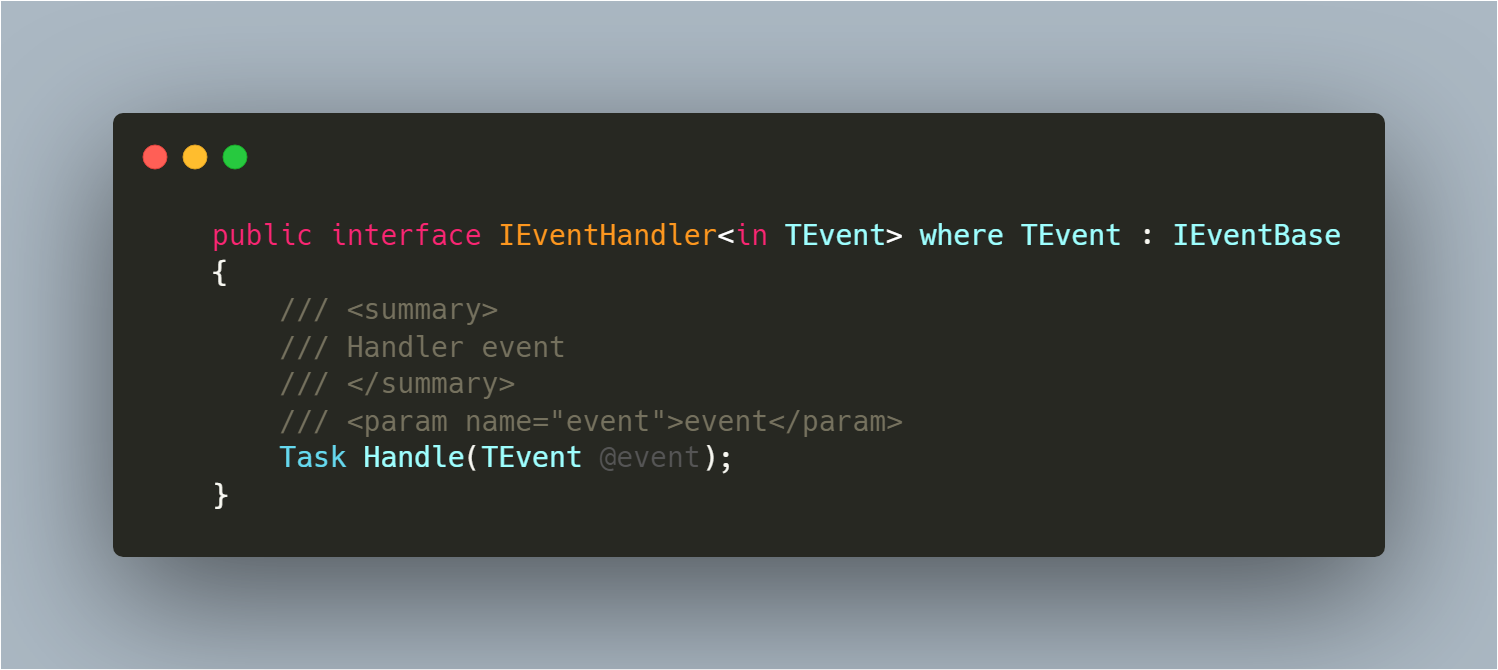 public interface IEventHandler<in TEvent> where TEvent : IEventBase
{
    /// <summary>
    /// Handler event
    /// </summary>
    /// <param name="event">event</param>
    Task Handle(TEvent @event);
}